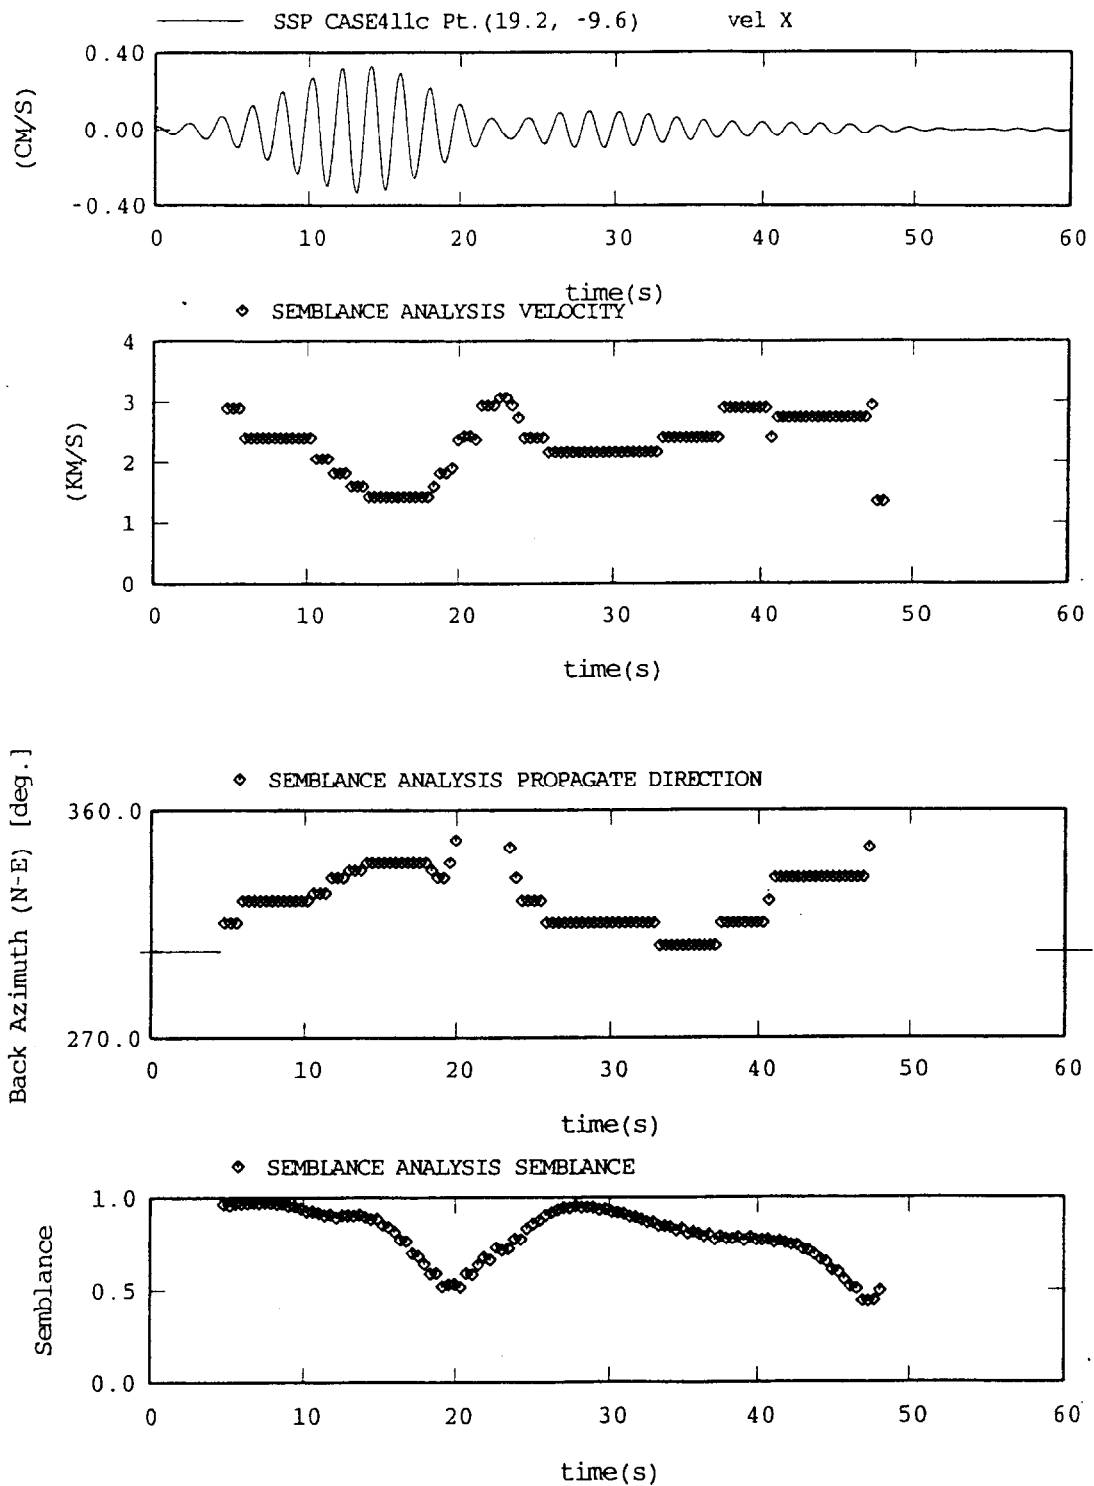 SSP CASE411c Pt.(19.2, -9.6) vel X
0.40
0.00
-0.40
(CM/S)
0 10 20 30 40 50 60
time(s)
SEMBLANCE ANALYSIS VELOCITY
4
3
2
1
0
(KM/S)
0 10 20 30 40 50 60
time(s)
SEMBLANCE ANALYSIS PROPAGATE DIRECTION
360.0
270.0
Back Azimuth (N-E) [deg.]
0 10 20 30 40 50 60
time(s)
SEMBLANCE ANALYSIS SEMBLANCE
1.0
0.5
0.0
Semblance
0 10 20 30 40 50 60
time(s)